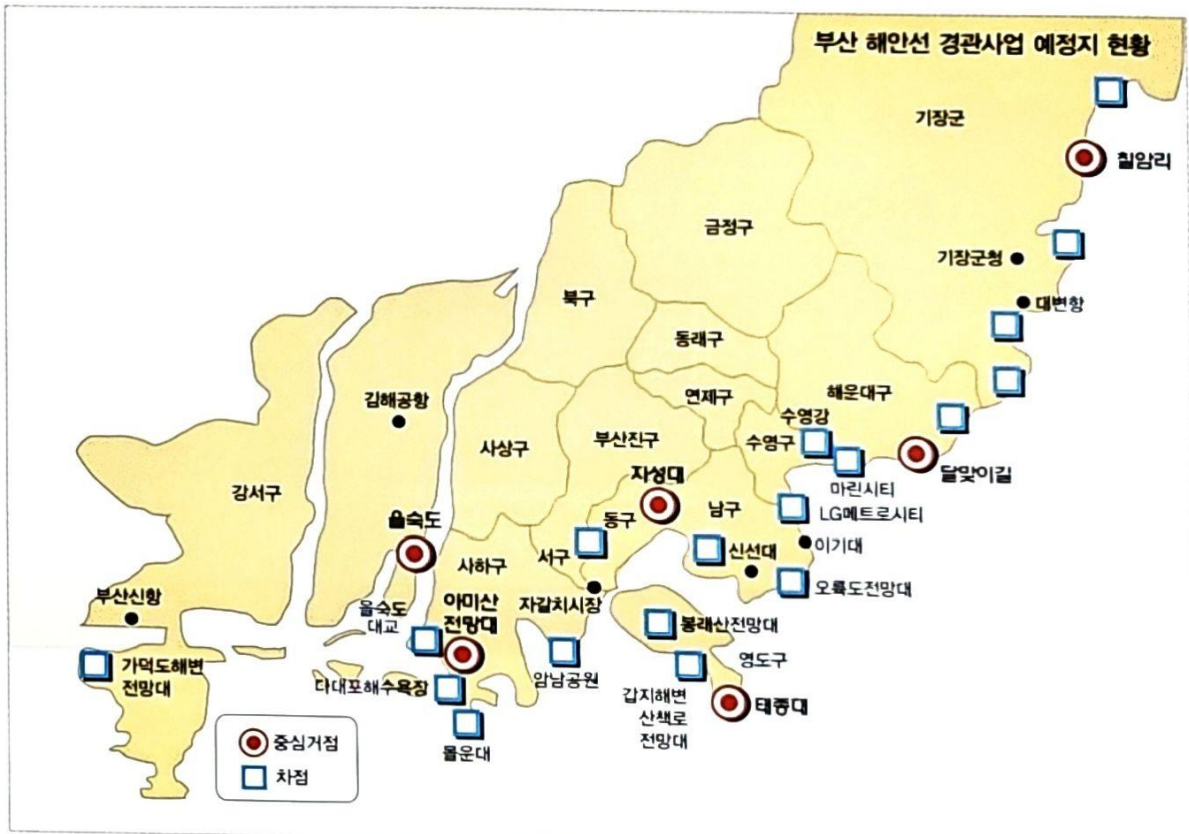 부산 해안선 경관사업 예정지 현황
기장군
칠암리
금정구
기장군청
대변항
북구
동래구
연제구
해운대구
김해공항
수영강
사상구
부산진구
수영구
달맞이길
마린시티
강서구
자성대
LG메트로시티
을숙도
동구
남구
이기대
서구
신선대
사하구
오륙도전망대
부산신항
을숙도
대교
아미산
전망대
자갈치시장
봉래산전망대
영도구
가덕도해변
전망대
다대포해수욕장
암남공원
갑지해변
산책로
전망대
태종대
몰운대
중심거점
차점